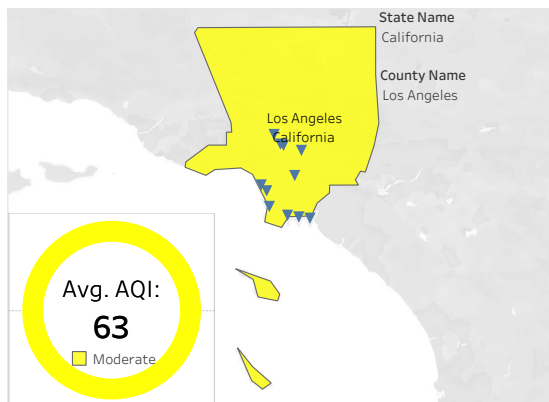 State Name
California
County Name
Los Angeles
Los Angeles
California
Avg. AQI:
63
Moderate